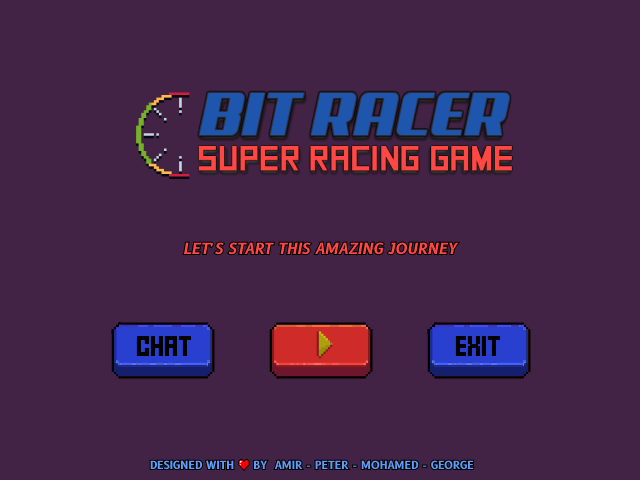 BIT RACER
SUPER RACING GAME
LET'S START THIS AMAZING JOURNEY
CHAT
EXIT
DESIGNED WITH ❤ BY AMIR - PETER - MOHAMED - GEORGE